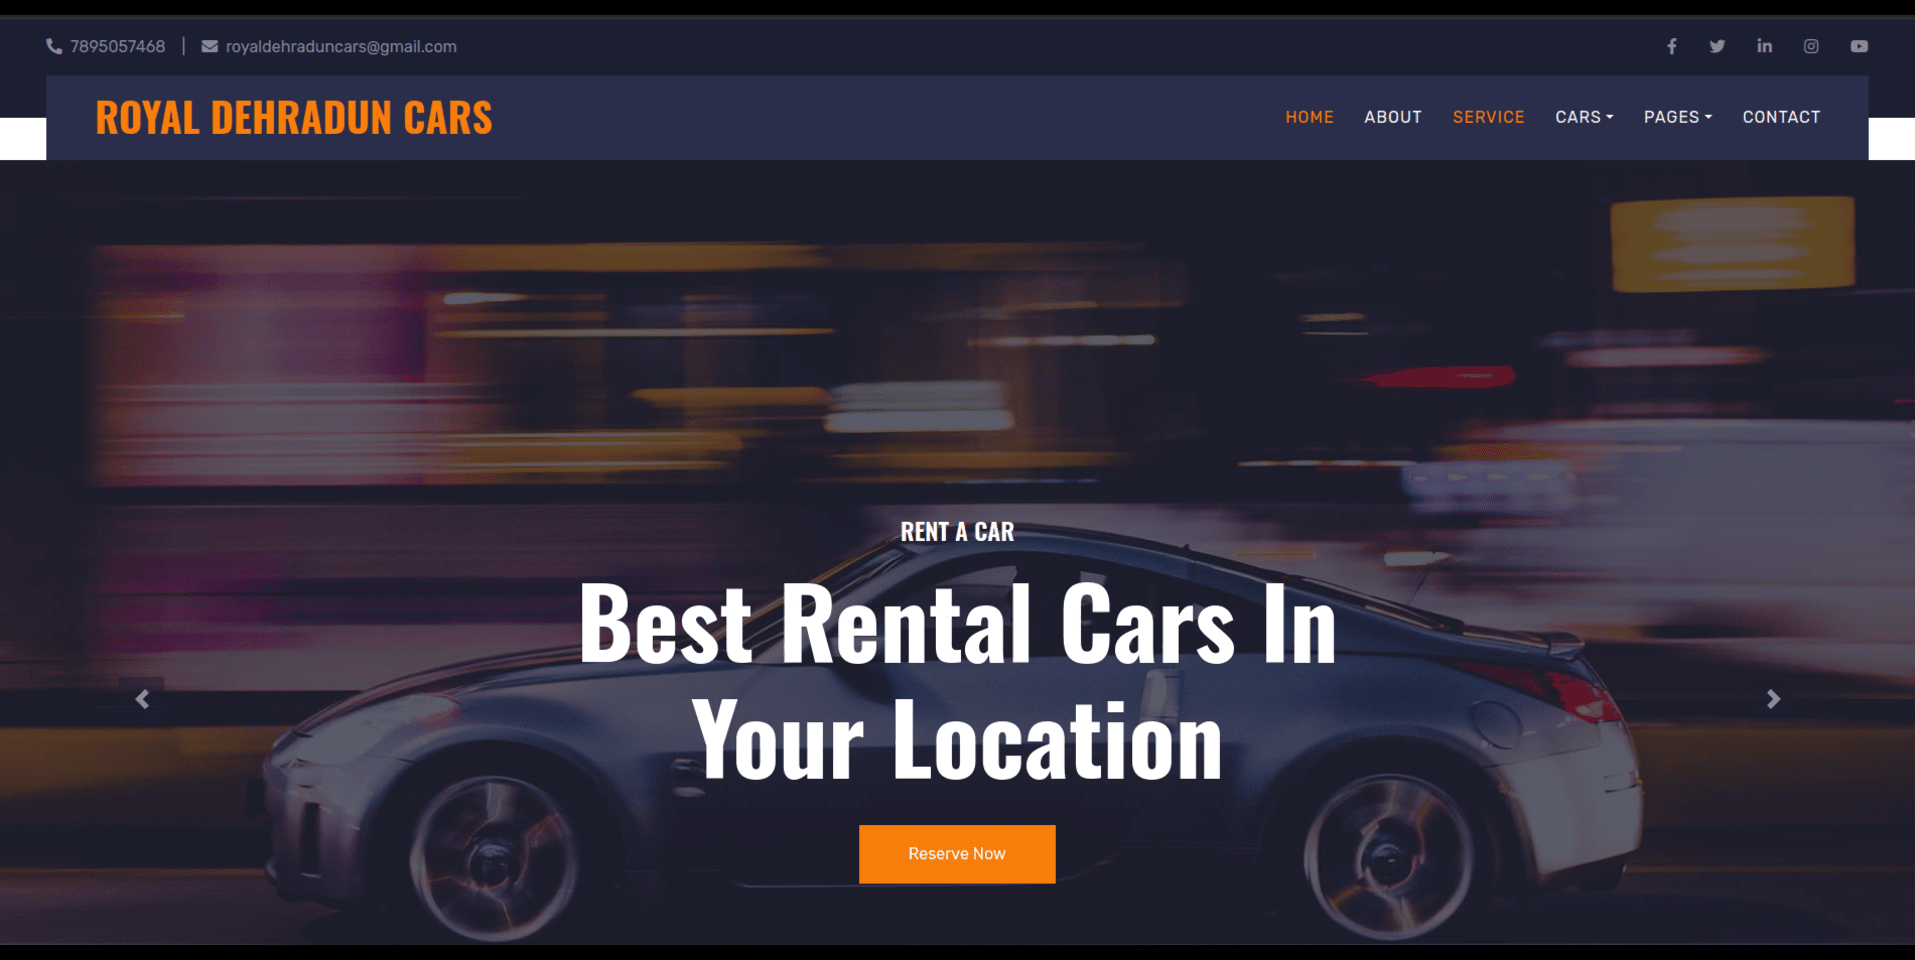 7895057468 | royaldehraduncars@gmail.com
ROYAL DEHRADUN CARS
HOME ABOUT SERVICE CARS PAGES CONTACT
RENT A CAR
Best Rental Cars In
Your Location
Reserve Now